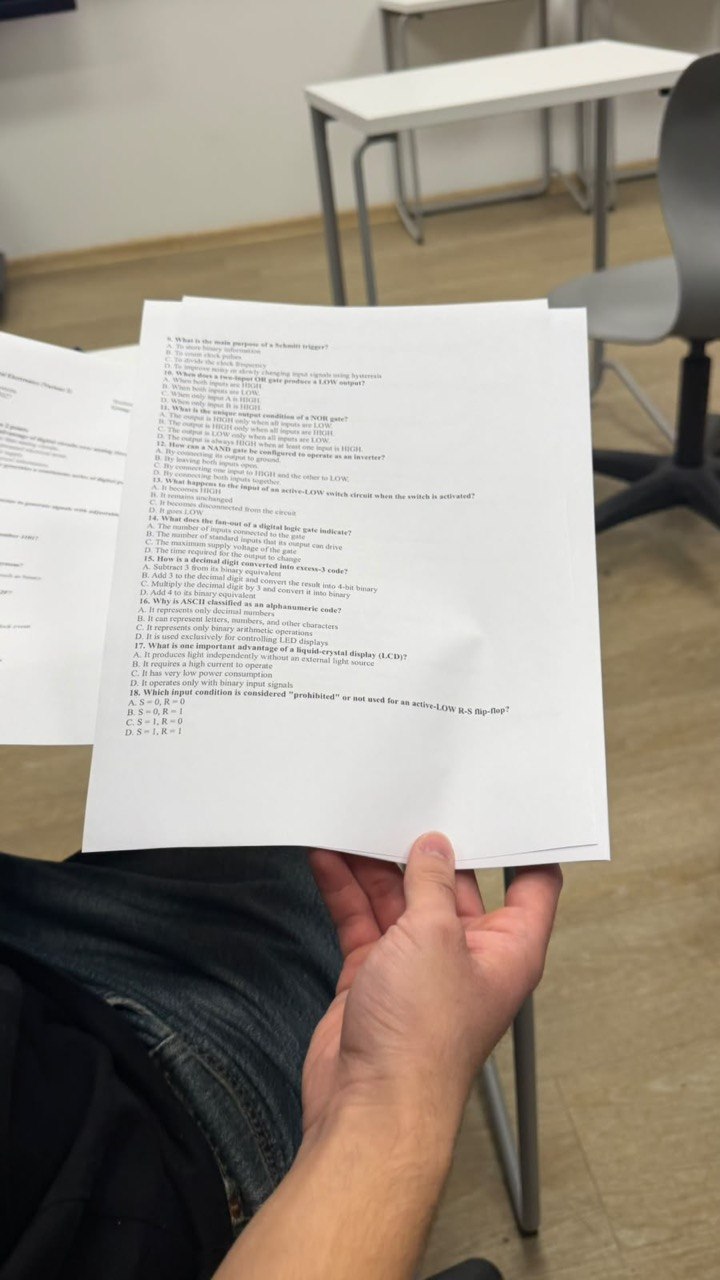 9. What is the main purpose of a Schmitt trigger?
A. To store binary information
B. To count clock pulses
C. To divide the clock frequency
D. To improve noisy or slowly changing input signals using hysteresis
10. When does a two-input OR gate produce a LOW output?
A. When both inputs are HIGH.
B. When both inputs are LOW.
C. When only input A is HIGH.
D. When only input B is HIGH.
11. What is the unique output condition of a NOR gate?
A. The output is HIGH only when all inputs are LOW.
B. The output is HIGH only when all inputs are HIGH.
C. The output is LOW only when all inputs are LOW.
D. The output is always HIGH when at least one input is HIGH.
12. How can a NAND gate be configured to operate as an inverter?
A. By connecting its output to ground.
B. By leaving both inputs open.
C. By connecting one input to HIGH and the other to LOW.
D. By connecting both inputs together.
13. What happens to the input of an active-LOW switch circuit when the switch is activated?
A. It becomes HIGH
B. It remains unchanged
C. It becomes disconnected from the circuit
D. It goes LOW
14. What does the fan-out of a digital logic gate indicate?
A. The number of inputs connected to the gate
B. The number of standard inputs that its output can drive
C. The maximum supply voltage of the gate
D. The time required for the output to change
15. How is a decimal digit converted into excess-3 code?
A. Subtract 3 from its binary equivalent
B. Add 3 to the decimal digit and convert the result into 4-bit binary
C. Multiply the decimal digit by 3 and convert it into binary
D. Add 4 to its binary equivalent
16. Why is ASCII classified as an alphanumeric code?
A. It represents only decimal numbers
B. It can represent letters, numbers, and other characters
C. It represents only binary arithmetic operations
D. It is used exclusively for controlling LED displays
17. What is one important advantage of a liquid-crystal display (LCD)?
A. It produces light independently without an external light source
B. It requires a high current to operate
C. It has very low power consumption
D. It operates only with binary input signals
18. Which input condition is considered "prohibited" or not used for an active-LOW R-S flip-flop?
A. S = 0, R = 0
B. S = 0, R = 1
C. S = 1, R = 0
D. S = 1, R = 1